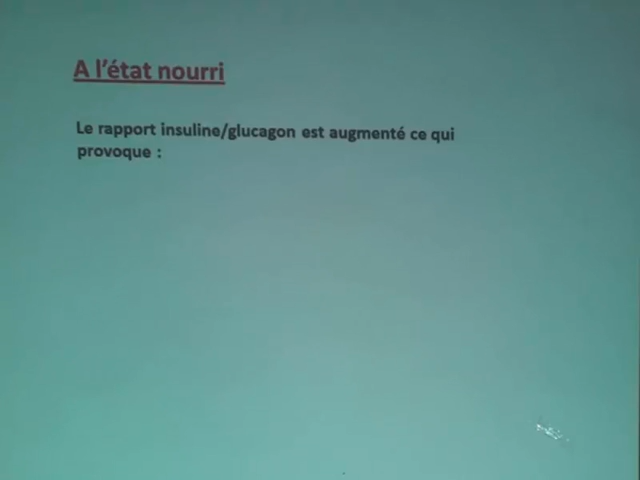 A l'état nourri
Le rapport insuline/glucagon est augmenté ce qui
provoque :